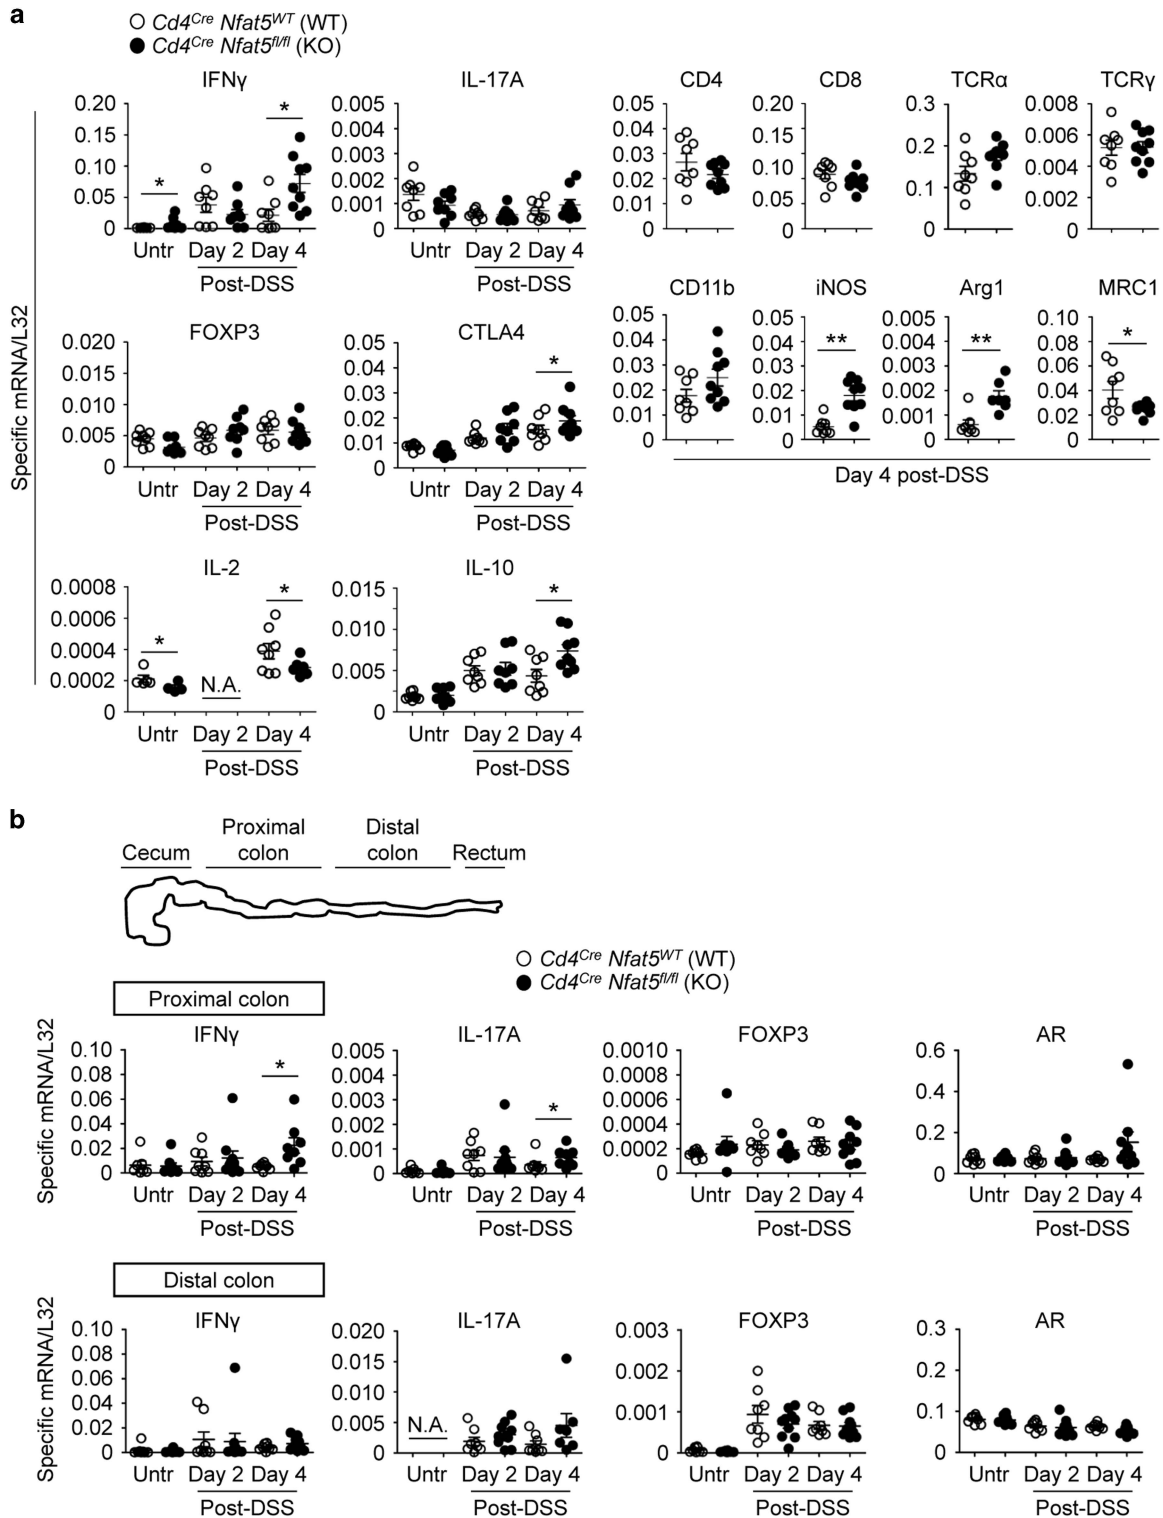 a
Cd4Cre Nfat5WT (WT)
Cd4Cre Nfat5fl/fl (KO)
Specific mRNA/L32
IFNγ
0.20
0.15
0.10
0.05
0
*
*
Untr Day 2 Day 4
Post-DSS
IL-17A
0.005
0.004
0.003
0.002
0.001
0
Untr Day 2 Day 4
Post-DSS
CD4
0.05
0.04
0.03
0.02
0.01
0
CD8
0.20
0.15
0.10
0.05
0
TCRα
0.3
0.2
0.1
0
TCRγ
0.008
0.006
0.004
0.002
0
FOXP3
0.020
0.015
0.010
0.005
0
Untr Day 2 Day 4
Post-DSS
CTLA4
0.05
0.04
0.03
0.02
0.01
0
*
Untr Day 2 Day 4
Post-DSS
CD11b
0.05
0.04
0.03
0.02
0.01
0
iNOS
0.05
0.04
0.03
0.02
0.01
0
**
Arg1
0.005
0.004
0.003
0.002
0.001
0
**
MRC1
0.10
0.08
0.06
0.04
0.02
0
*
Day 4 post-DSS
IL-2
0.0008
0.0006
0.0004
0.0002
0
*
N.A.
*
Untr Day 2 Day 4
Post-DSS
IL-10
0.015
0.010
0.005
0
*
Untr Day 2 Day 4
Post-DSS
b
Cecum
Proximal
colon
Distal
colon
Rectum
Cd4Cre Nfat5WT (WT)
Cd4Cre Nfat5fl/fl (KO)
Proximal colon
Specific mRNA/L32
IFNγ
0.10
0.08
0.06
0.04
0.02
0
*
Untr Day 2 Day 4
Post-DSS
IL-17A
0.005
0.004
0.003
0.002
0.001
0
*
Untr Day 2 Day 4
Post-DSS
FOXP3
0.0010
0.0008
0.0006
0.0004
0.0002
0
Untr Day 2 Day 4
Post-DSS
AR
0.6
0.4
0.2
0
Untr Day 2 Day 4
Post-DSS
Distal colon
Specific mRNA/L32
IFNγ
0.10
0.08
0.06
0.04
0.02
0
Untr Day 2 Day 4
Post-DSS
IL-17A
0.020
0.015
0.010
0.005
0
N.A.
Untr Day 2 Day 4
Post-DSS
FOXP3
0.003
0.002
0.001
0
Untr Day 2 Day 4
Post-DSS
AR
0.3
0.2
0.1
0
Untr Day 2 Day 4
Post-DSS